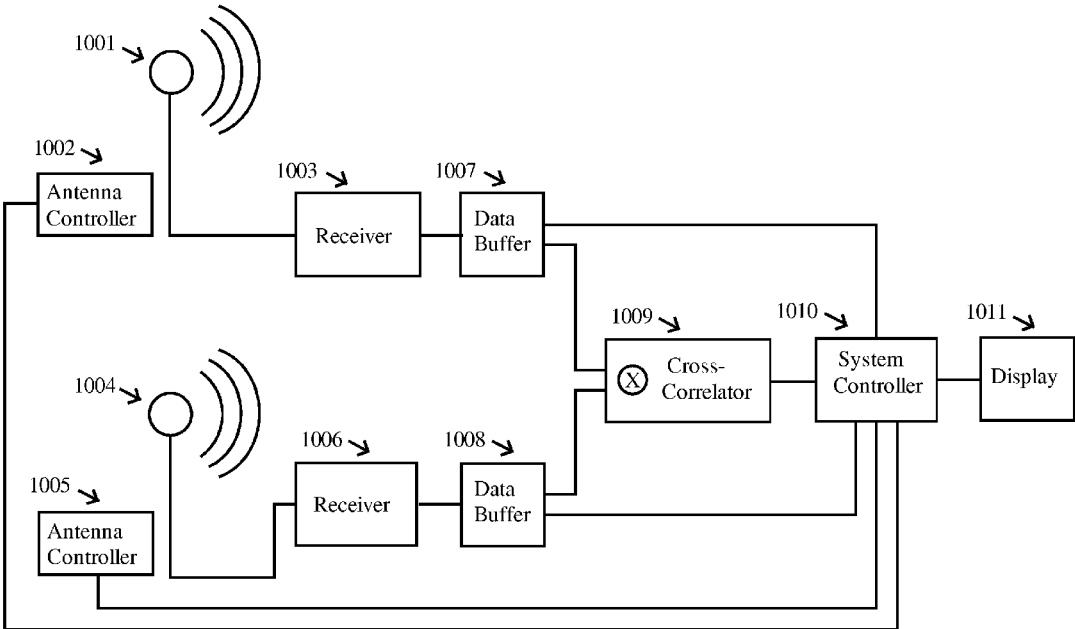 1001
1002
Antenna
Controller
1003
Receiver
1007
Data
Buffer
1004
1005
Antenna
Controller
1006
Receiver
1008
Data
Buffer
1009
X
Cross-
Correlator
1010
System
Controller
1011
Display